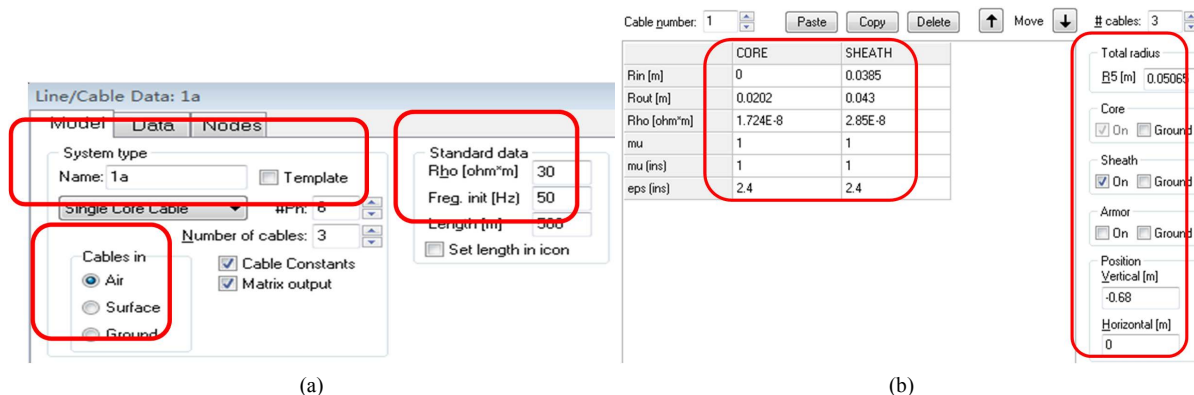 Line/Cable Data: 1a
Model Data Nodes
System type
Name: 1a Template
Single Core Cable #Ph: 6
Number of cables: 3
Cables in
Air
Surface
Ground
Cable Constants
Matrix output
Standard data
Rho [ohm*m] 30
Freq. init [Hz] 50
Length [m] 500
Set length in icon
(a)
Cable number: 1 Paste Copy Delete Move # cables: 3
CORE SHEATH
Rin [m] 0 0.0385
Rout [m] 0.0202 0.043
Rho [ohm*m] 1.724E-8 2.85E-8
mu 1 1
mu (ins) 1 1
eps (ins) 2.4 2.4
Total radius
R5 [m] 0.05065
Core
On Ground
Sheath
On Ground
Armor
On Ground
Position
Vertical [m]
-0.68
Horizontal [m]
0
(b)